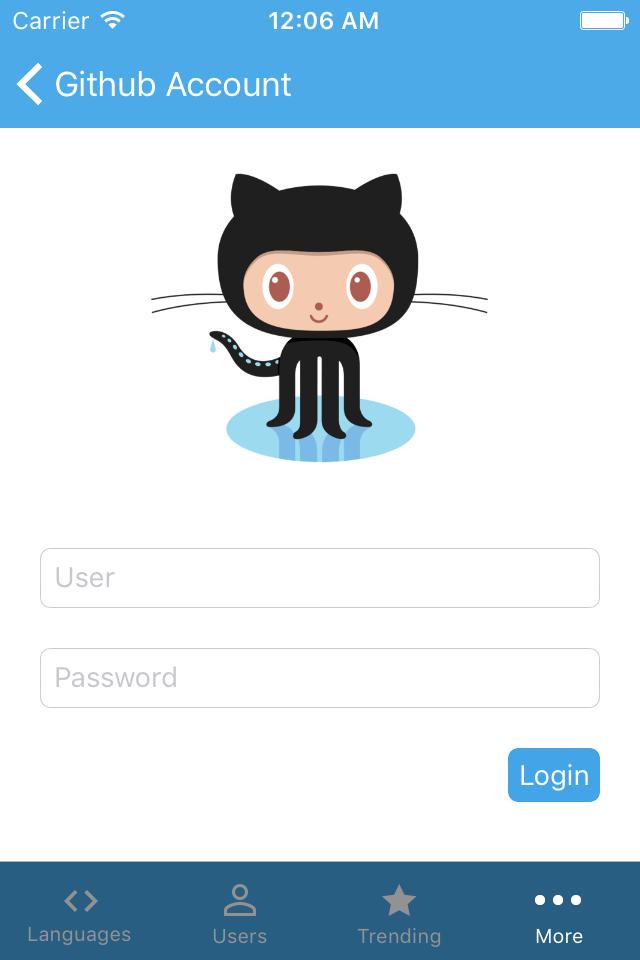 Carrier 12:06 AM
Github Account
User
Password
Login
Languages Users Trending More